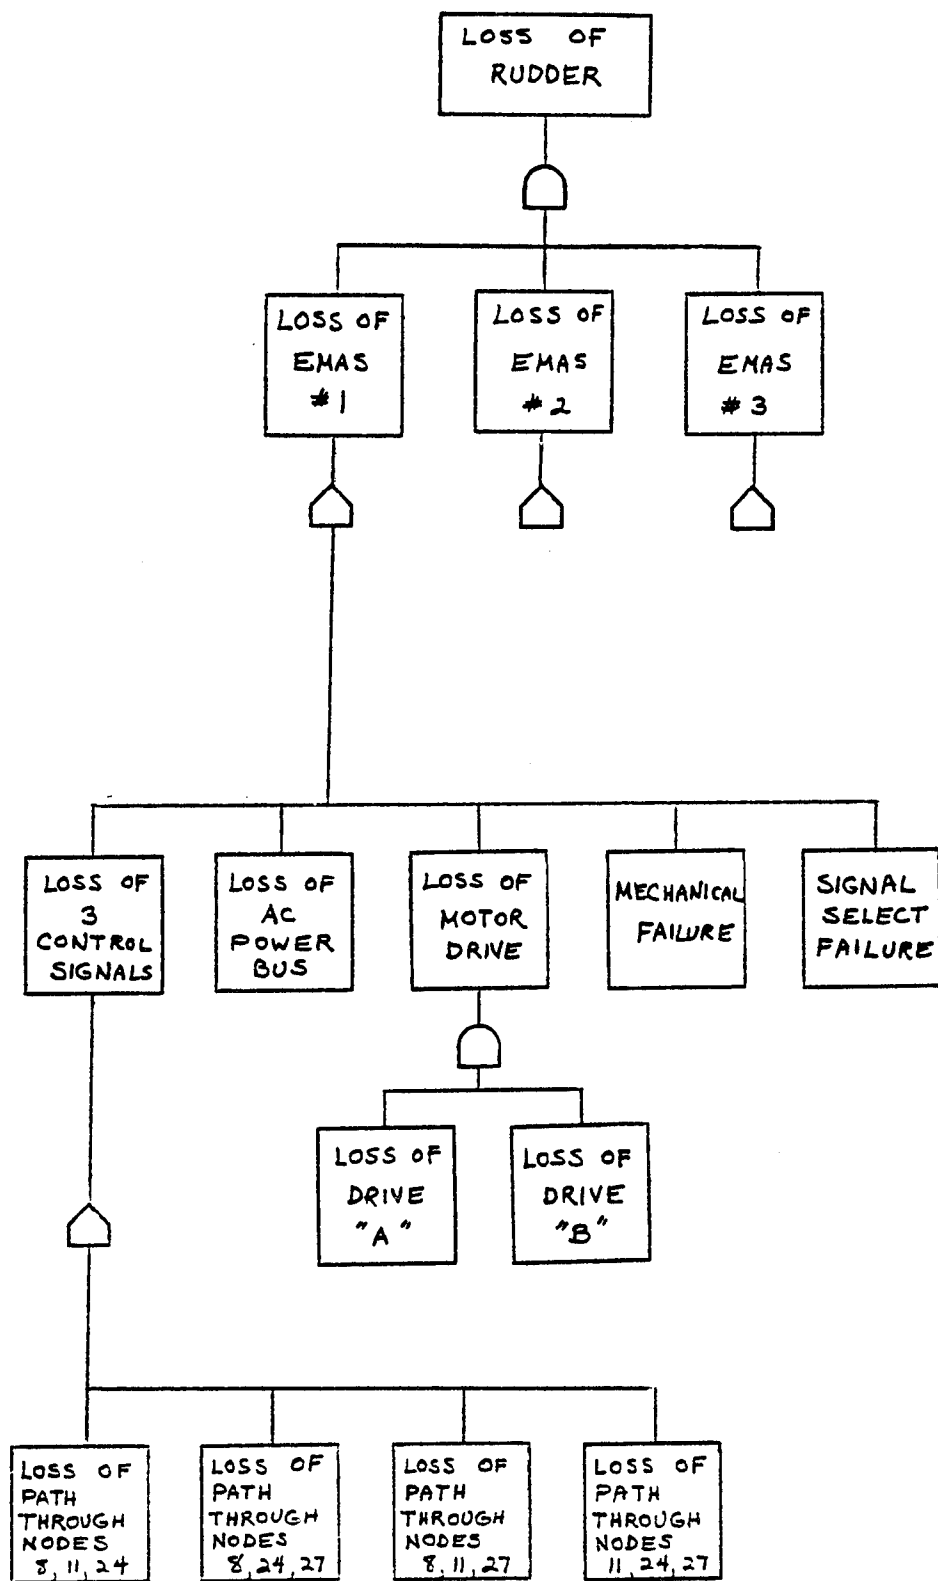 LOSS OF
RUDDER
LOSS OF
EMAS
#1
LOSS OF
EMAS
#2
LOSS OF
EMAS
#3
LOSS OF
3
CONTROL
SIGNALS
LOSS OF
AC
POWER
BUS
LOSS OF
MOTOR
DRIVE
MECHANICAL
FAILURE
SIGNAL
SELECT
FAILURE
LOSS OF
DRIVE
"A"
LOSS OF
DRIVE
"B"
LOSS OF
PATH
THROUGH
NODES
8, 11, 24
LOSS OF
PATH
THROUGH
NODES
8, 24, 27
LOSS OF
PATH
THROUGH
NODES
8, 11, 27
LOSS OF
PATH
THROUGH
NODES
11, 24, 27